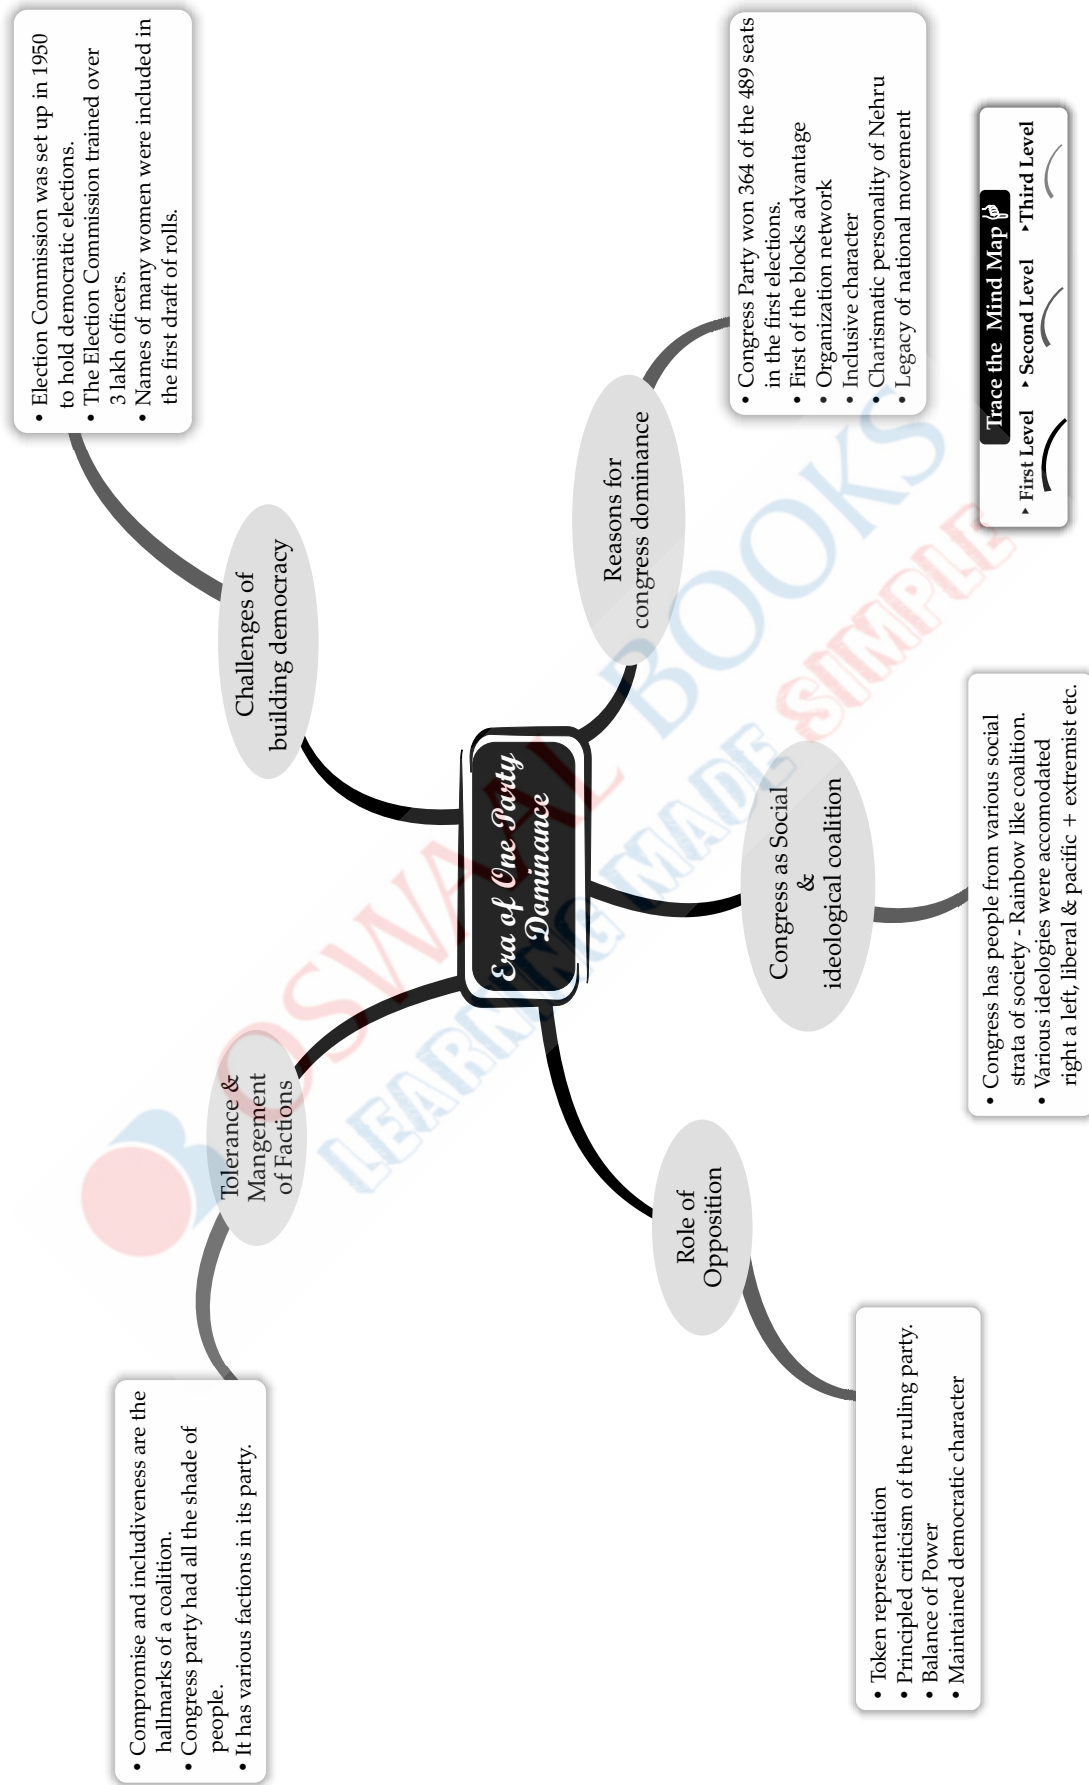 Era of One Party
Dominance
Challenges of
building democracy
• Election Commission was set up in 1950
to hold democratic elections.
• The Election Commission trained over
3 lakh officers.
• Names of many women were included in
the first draft of rolls.
Reasons for
congress dominance
• Congress Party won 364 of the 489 seats
in the first elections.
• First of the blocks advantage
• Organization network
• Inclusive character
• Charismatic personality of Nehru
• Legacy of national movement
Congress as Social
&
ideological coalition
• Congress has people from various social
strata of society - Rainbow like coalition.
• Various ideologies were accomodated
right a left, liberal & pacific + extremist etc.
Role of
Opposition
• Token representation
• Principled criticism of the ruling party.
• Balance of Power
• Maintained democratic character
Tolerance &
Mangement
of Factions
• Compromise and includiveness are the
hallmarks of a coalition.
• Congress party had all the shade of
people.
• It has various factions in its party.
Trace the Mind Map
▸ First Level ▸ Second Level ▸ Third Level
OSWAAL BOOKS
LEARNING MADE SIMPLE